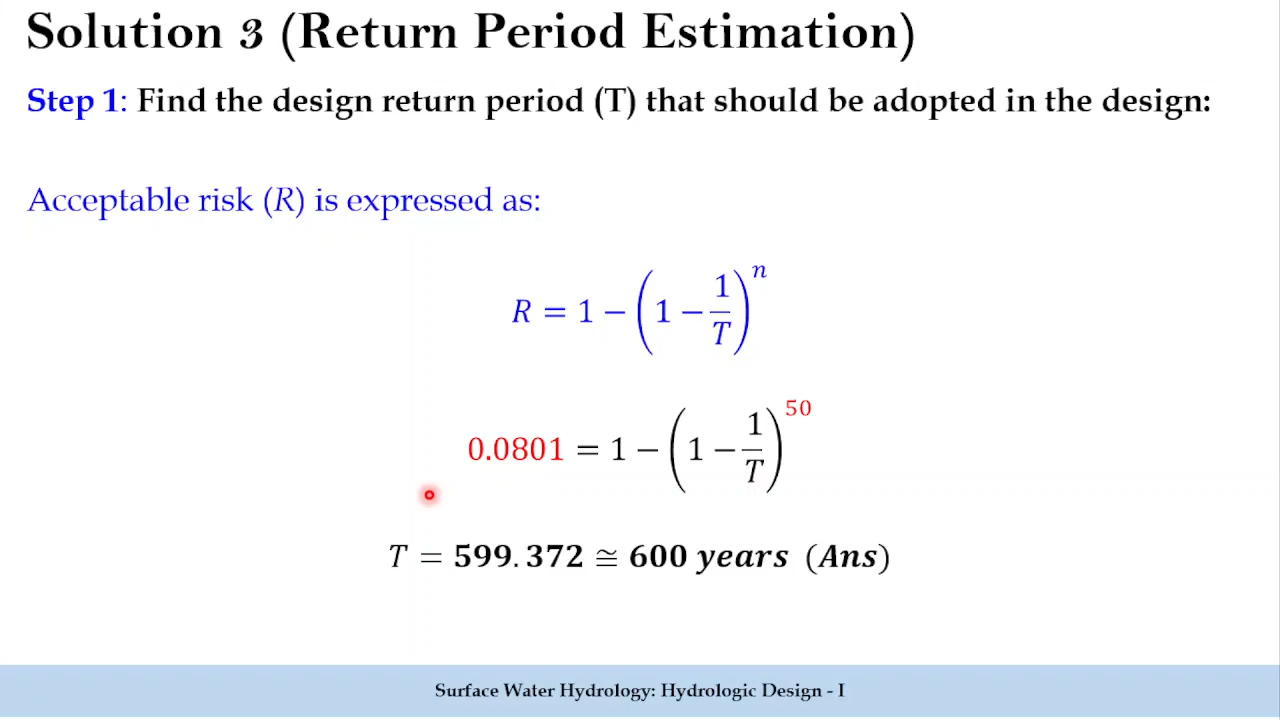 Solution 3 (Return Period Estimation)
Step 1: Find the design return period (T) that should be adopted in the design:
Acceptable risk (R) is expressed as:
R = 1 − (1 − 1/T)^n
0.0801 = 1 − (1 − 1/T)^50
T = 599.372 ≅ 600 years (Ans)
Surface Water Hydrology: Hydrologic Design - I